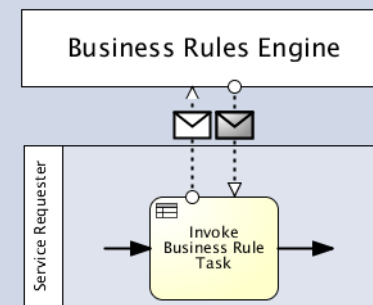 Business Rules Engine
Service Requester
Invoke
Business Rule
Task